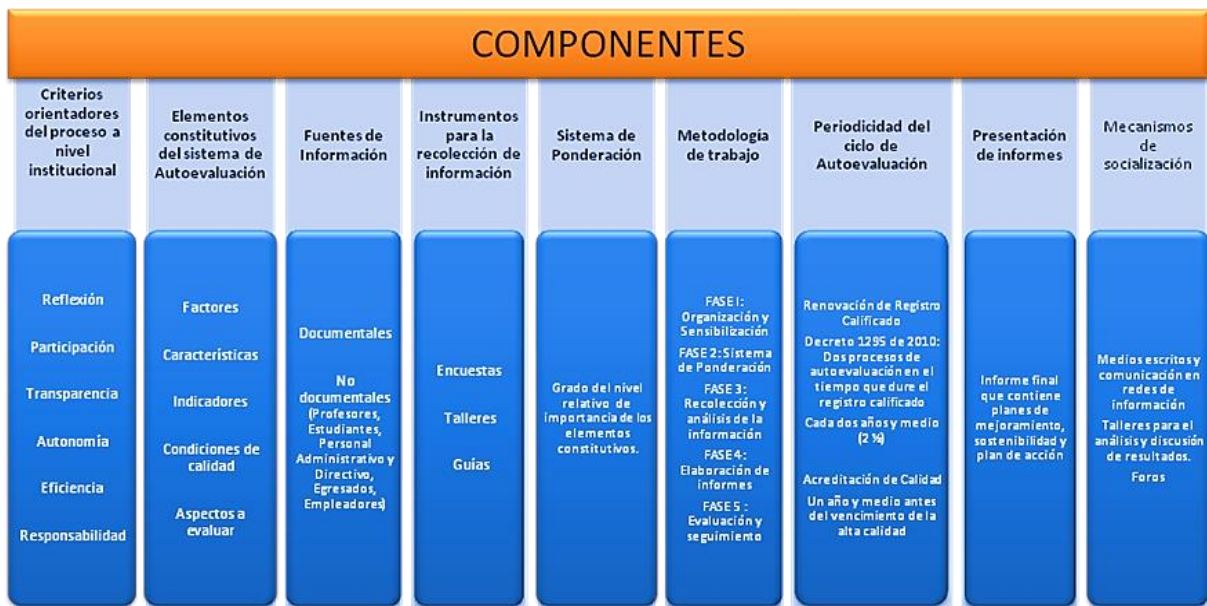 COMPONENTES
Criterios
orientadores
del proceso a
nivel
institucional
Elementos
constitutivos
del sistema de
Autoevaluación
Fuentes de
Información
Instrumentos
para la
recolección de
información
Sistema de
Ponderación
Metodología
de trabajo
Periodicidad del
ciclo de
Autoevaluación
Presentación
de informes
Mecanismos
de
socialización
Reflexión
Participación
Transparencia
Autonomía
Eficiencia
Responsabilidad
Factores
Características
Indicadores
Condiciones de
calidad
Aspectos a
evaluar
Documentales
No
documentales
(Profesores,
Estudiantes,
Personal
Administrativo y
Directivo,
Egresados,
Empleadores)
Encuestas
Talleres
Guías
Grado del nivel
relativo de
importancia de los
elementos
constitutivos.
FASE I:
Organización y
Sensibilización
FASE 2: Sistema
de Ponderación
FASE 3:
Recolección y
análisis de la
información
FASE 4:
Elaboración de
informes
FASE 5 :
Evaluación y
seguimiento
Renovación de Registro
Calificado
Decreto 1295 de 2010:
Dos procesos de
autoevaluación en el
tiempo que dure el
registro calificado
Cada dos años y medio
(2 ½)
Acreditación de Calidad
Un año y medio antes
del vencimiento de la
alta calidad
Informe final
que contiene
planes de
mejoramiento,
sostenibilidad y
plan de acción
Medios escritos y
comunicación en
redes de
información
Talleres para el
análisis y discusión
de resultados.
Foros